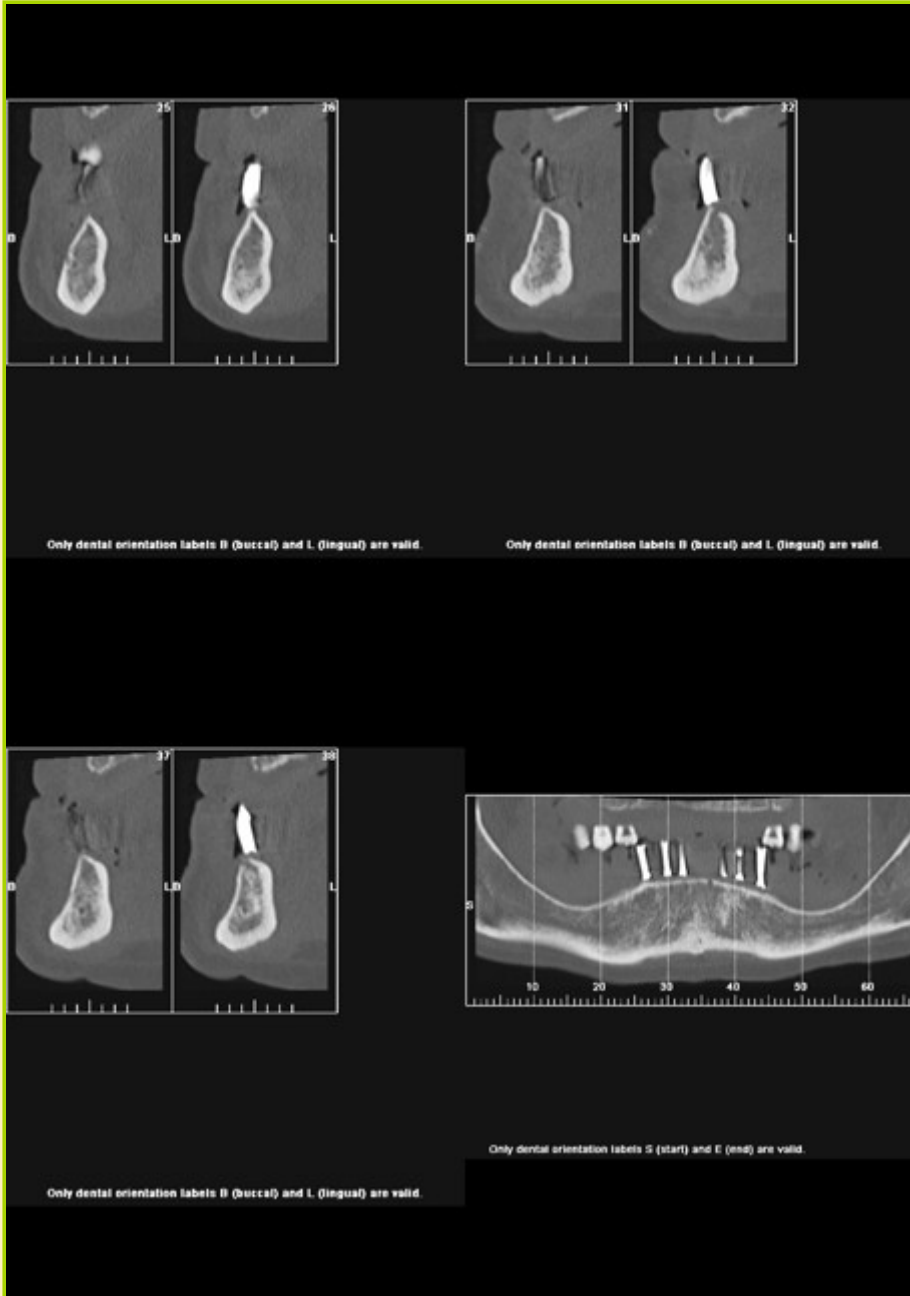 25 26
31 32
B L B L
B L B L
Only dental orientation labels B (buccal) and L (lingual) are valid.
Only dental orientation labels B (buccal) and L (lingual) are valid.
37 38
B L B L
S
10 20 30 40 50 60
Only dental orientation labels S (start) and E (end) are valid.
Only dental orientation labels B (buccal) and L (lingual) are valid.